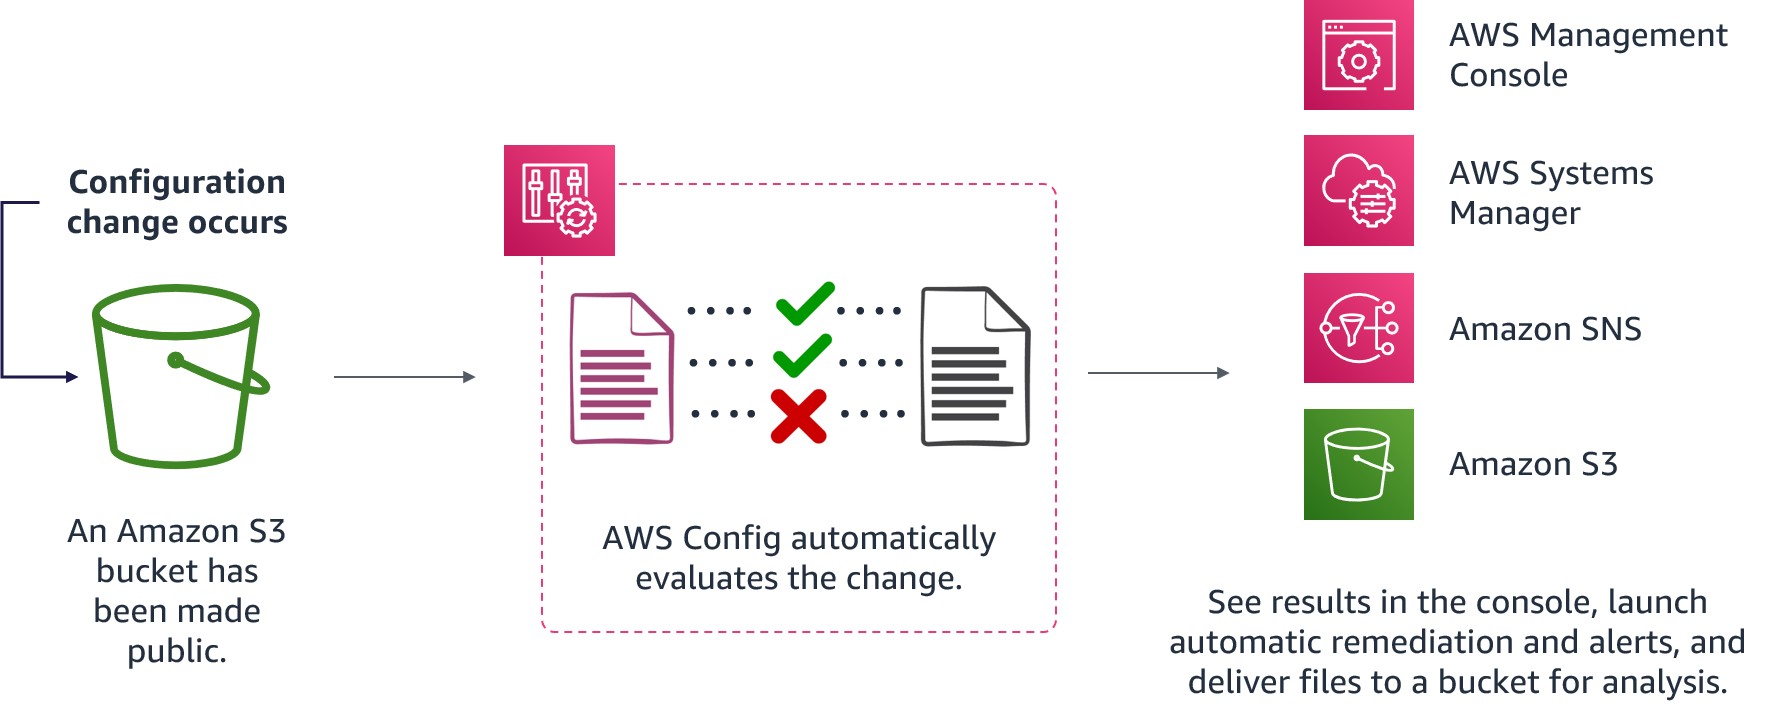 Configuration
change occurs
An Amazon S3
bucket has
been made
public.
AWS Config automatically
evaluates the change.
AWS Management
Console
AWS Systems
Manager
Amazon SNS
Amazon S3
See results in the console, launch
automatic remediation and alerts, and
deliver files to a bucket for analysis.